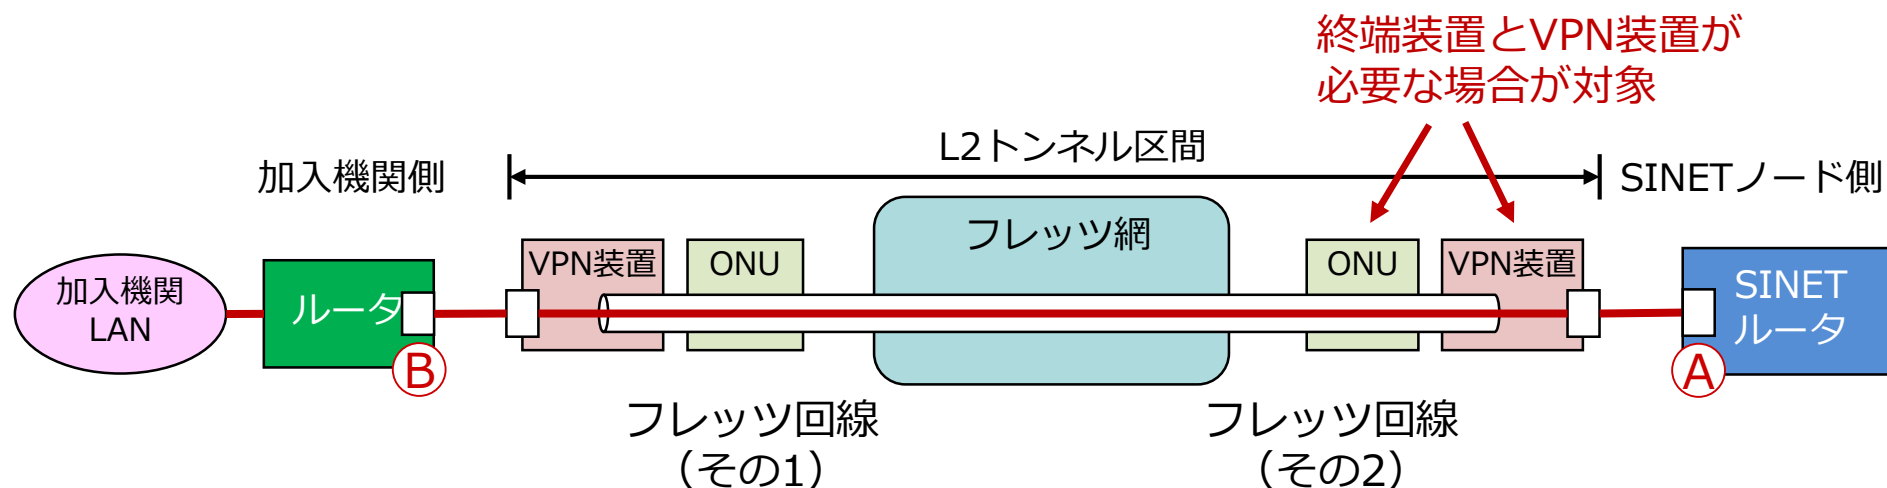 終端装置とVPN装置が
必要な場合が対象
L2トンネル区間
加入機関側
SINETノード側
フレッツ網
VPN装置
ONU
ONU
VPN装置
加入機関
LAN
ルータ
SINET
ルータ
B
A
フレッツ回線
(その1)
フレッツ回線
(その2)